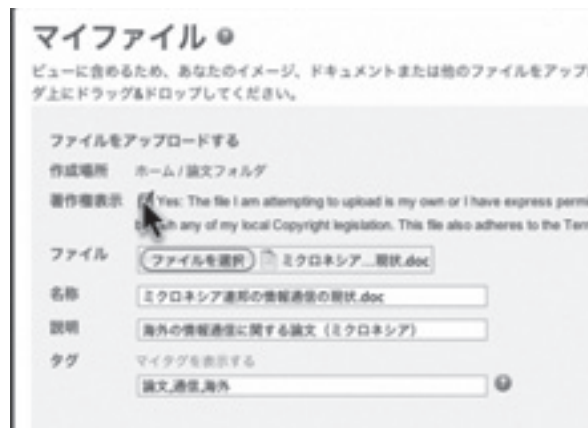 マイファイル
ビューに含めるため、あなたのイメージ、ドキュメントまたは他のファイルをアップ
ダ上にドラッグ&ドロップしてください。
ファイルをアップロードする
作成場所 ホーム / 論文フォルダ
著作権表示 Yes: The file I am attempting to upload is my own or I have express permi
any of my local Copyright legislation. This file also adheres to the Ter
ファイル ファイルを選択 ミクロネシア...現状.doc
名称 ミクロネシア連邦の情報通信の現状.doc
説明 海外の情報通信に関する論文（ミクロネシア）
タグ マイタグを表示する
論文,通信,海外